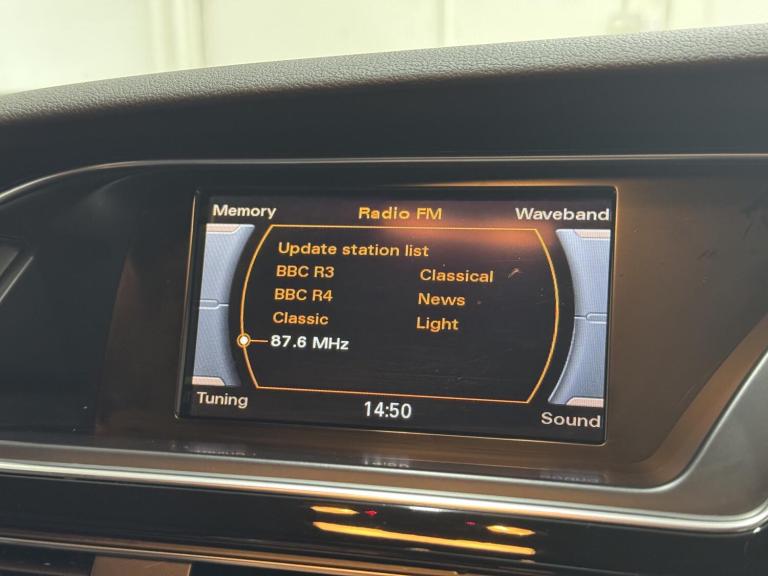 Memory Radio FM Waveband
Update station list
BBC R3 Classical
BBC R4 News
Classic Light
87.6 MHz
Tuning 14:50 Sound